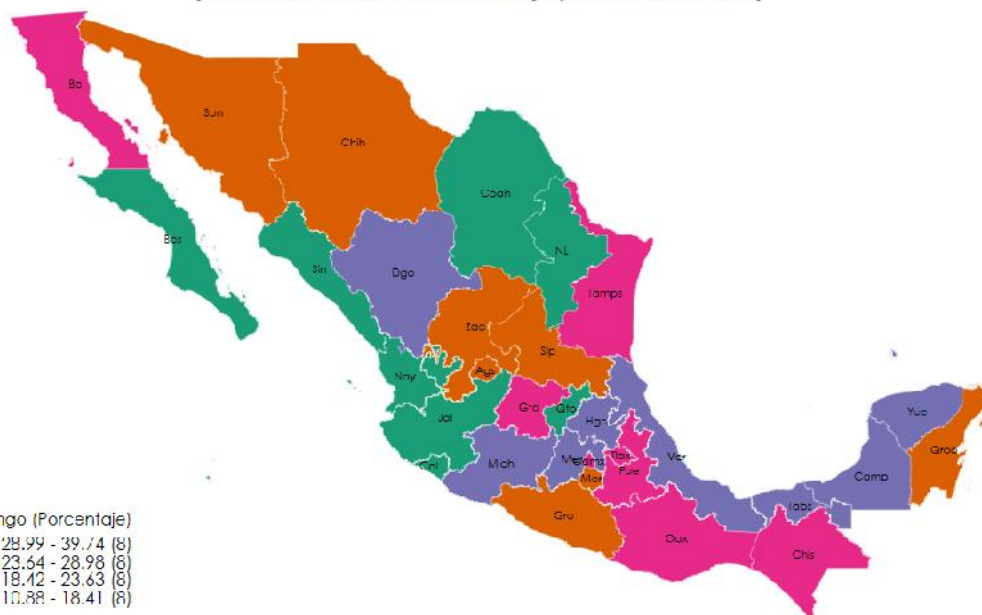 Bc
Son
Chih
Coah
Bcs
NL
Sin
Dgo
Tamps
Zac
Slp
Ags
Nay
Gto
Qro
Jal
Hgo
Yuc
Qroo
Ver
Mex
Cdmx
Tlax
Mich
Col
Pue
Mor
Camp
Tabs
Gro
Oax
Chis
ngo (Porcentaje)
28.99 - 39.74 (8)
23.64 - 28.98 (8)
18.42 - 23.63 (8)
10.88 - 18.41 (8)